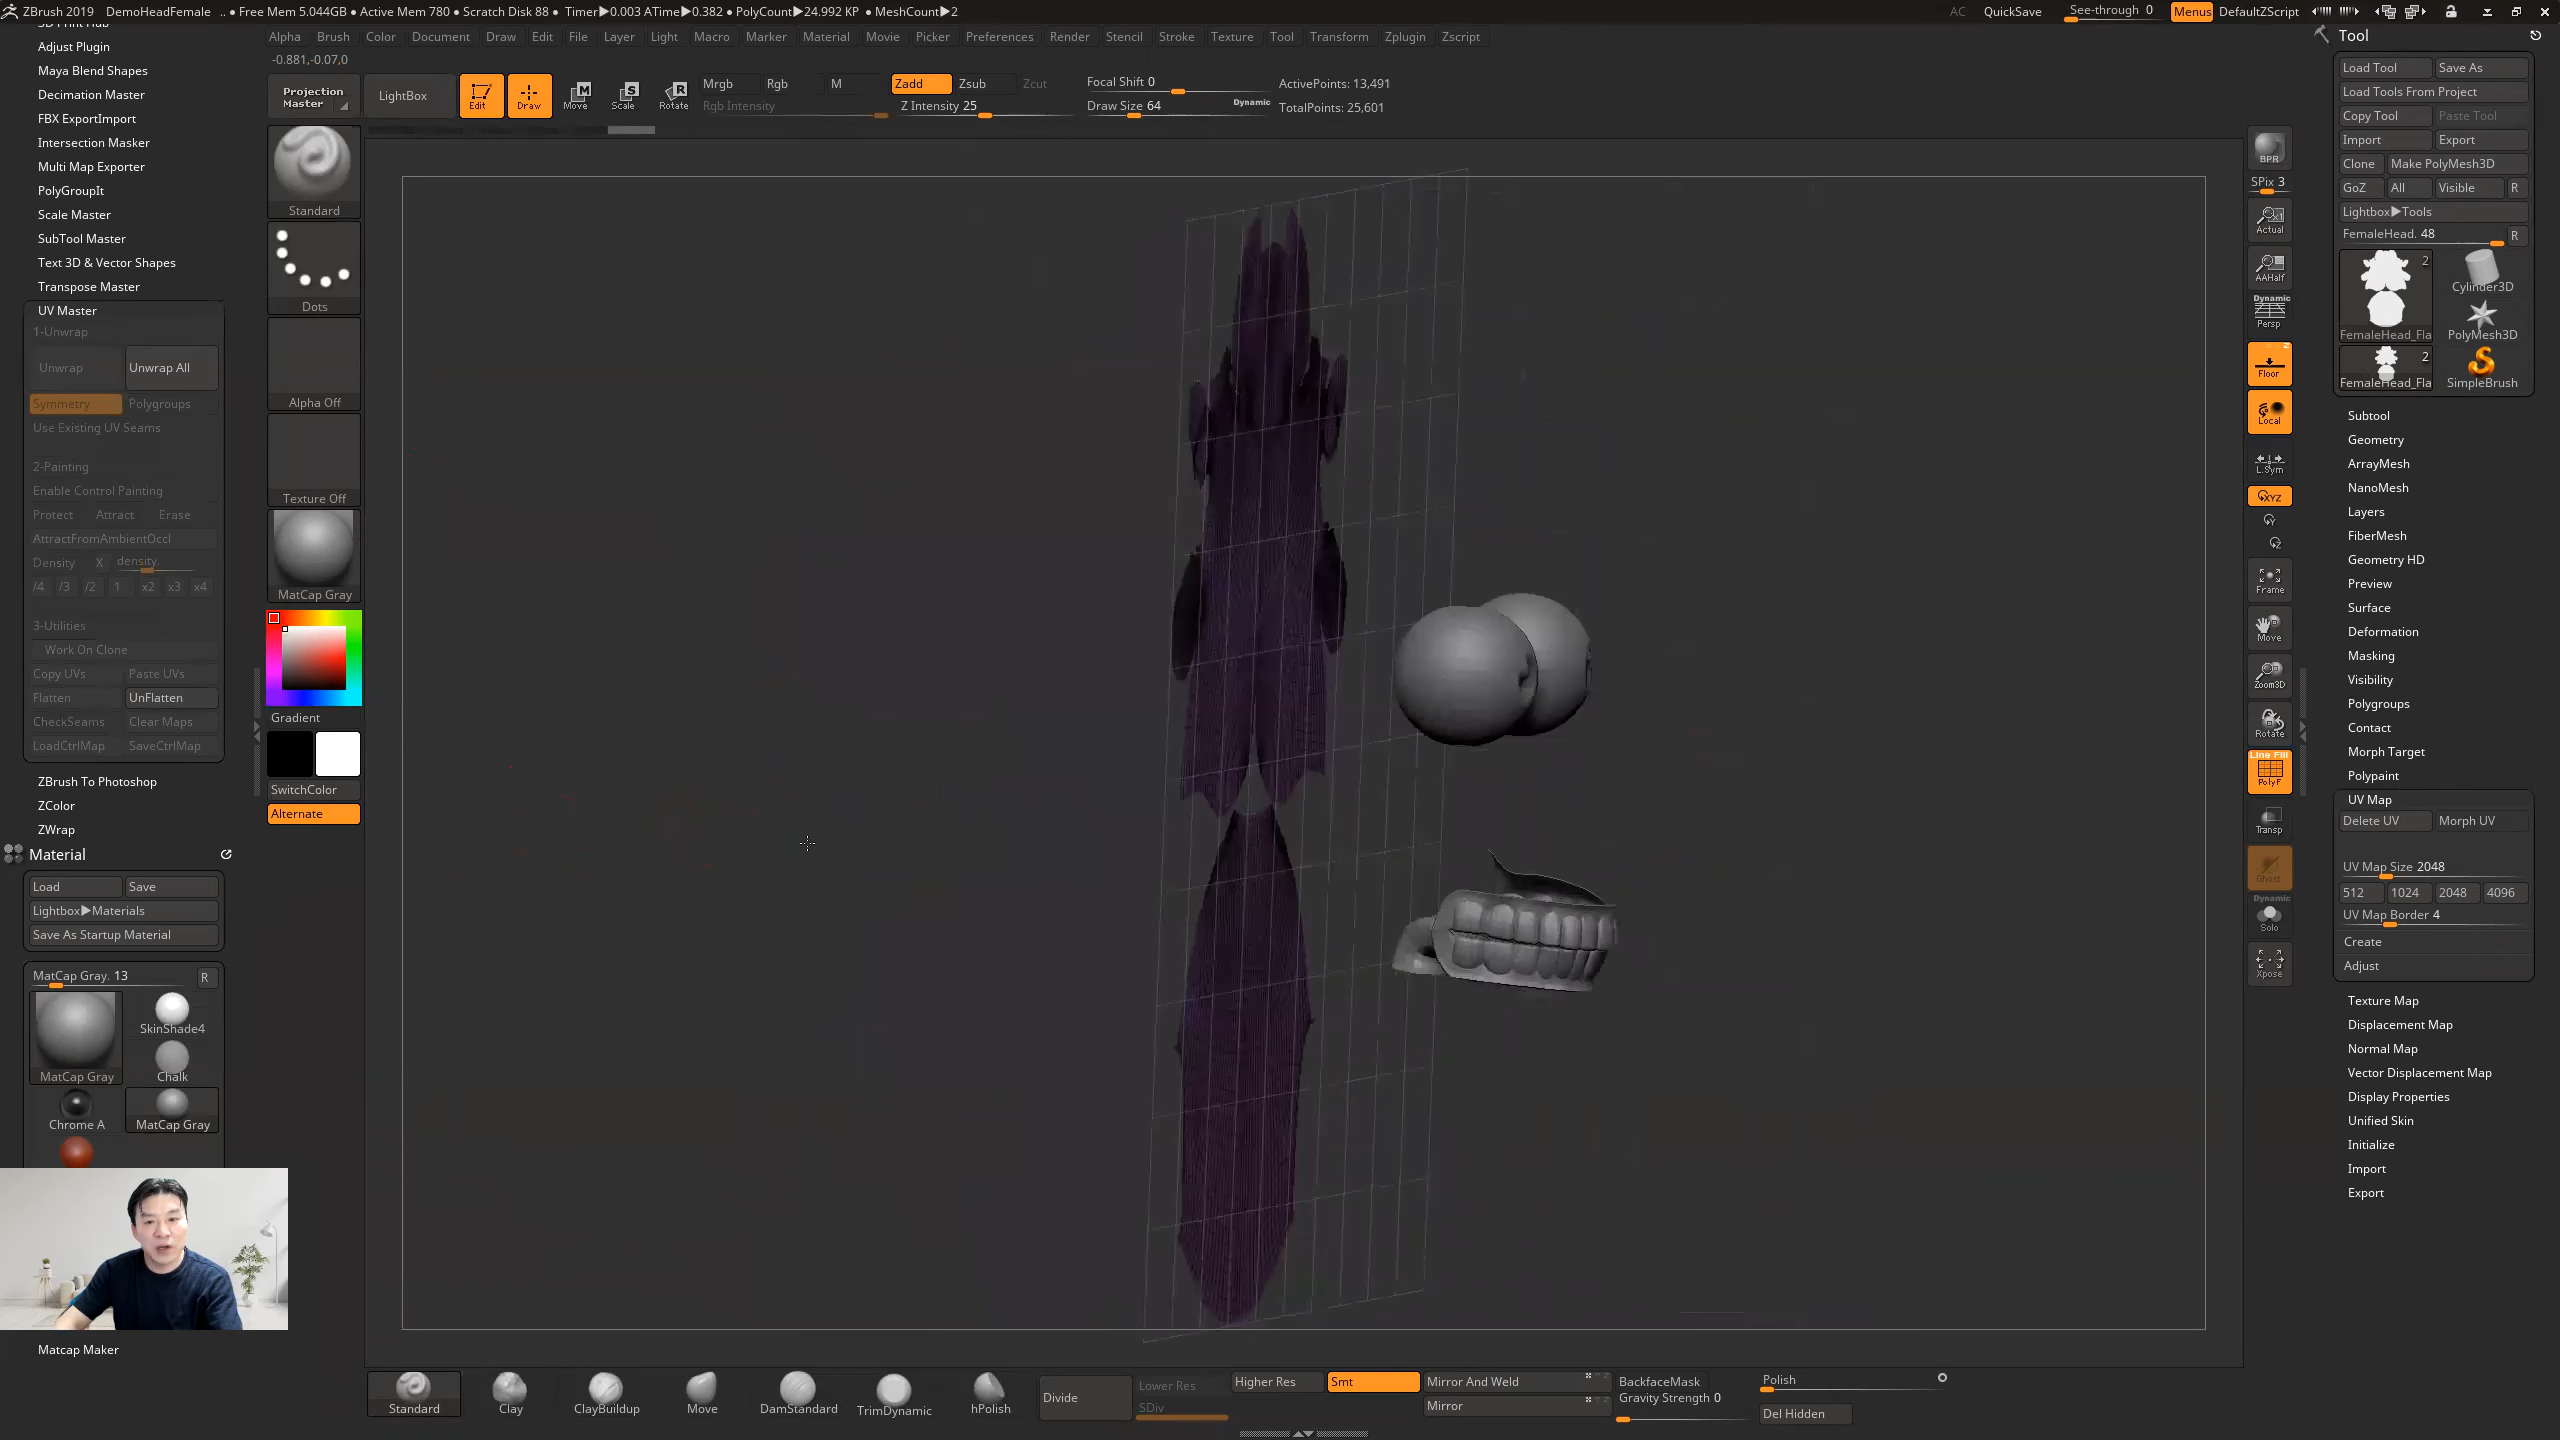 ZBrush 2019 DemoHeadFemale .. • Free Mem 5.044GB • Active Mem 780 • Scratch Disk 88 • Timer▶0.003 ATime▶0.382 • PolyCount▶24.992 KP • MeshCount▶2
AC QuickSave See-through 0 Menus DefaultZScript
Alpha Brush Color Document Draw Edit File Layer Light Macro Marker Material Movie Picker Preferences Render Stencil Stroke Texture Tool Transform Zplugin Zscript
-0.881,-0.07,0
Projection Master
LightBox
Edit
Draw
Move
Scale
Rotate
Mrgb Rgb M
Rgb Intensity
Zadd Zsub Zcut
Z Intensity 25
Focal Shift 0
Draw Size 64
Dynamic
ActivePoints: 13,491
TotalPoints: 25,601
Adjust Plugin
Maya Blend Shapes
Decimation Master
FBX ExportImport
Intersection Masker
Multi Map Exporter
PolyGroupIt
Scale Master
SubTool Master
Text 3D & Vector Shapes
Transpose Master
UV Master
1-Unwrap
Unwrap Unwrap All
Symmetry Polygroups
Use Existing UV Seams
2-Painting
Enable Control Painting
Protect Attract Erase
AttractFromAmbientOccl
Density X density.
/4 /3 /2 1 x2 x3 x4
3-Utilities
Work On Clone
Copy UVs Paste UVs
Flatten UnFlatten
CheckSeams Clear Maps
LoadCtrlMap SaveCtrlMap
ZBrush To Photoshop
ZColor
ZWrap
Material
Load Save
Lightbox▶Materials
Save As Startup Material
MatCap Gray. 13 R
SkinShade4
MatCap Gray Chalk
Chrome A MatCap Gray
Matcap Maker
Standard
Dots
Alpha Off
Texture Off
MatCap Gray
Gradient
SwitchColor
Alternate
BPR
SPix 3
Actual
AAHalf
Dynamic
Persp
Floor
Local
L.Sym
XYZ
Frame
Move
Zoom3D
Rotate
Line Fill
PolyF
Transp
Ghost
Dynamic
Solo
Xpose
Tool
Load Tool Save As
Load Tools From Project
Copy Tool Paste Tool
Import Export
Clone Make PolyMesh3D
GoZ All Visible R
Lightbox▶Tools
FemaleHead. 48 R
2
Cylinder3D
FemaleHead_Fla PolyMesh3D
2
FemaleHead_Fla SimpleBrush
Subtool
Geometry
ArrayMesh
NanoMesh
Layers
FiberMesh
Geometry HD
Preview
Surface
Deformation
Masking
Visibility
Polygroups
Contact
Morph Target
Polypaint
UV Map
Delete UV Morph UV
UV Map Size 2048
512 1024 2048 4096
UV Map Border 4
Create
Adjust
Texture Map
Displacement Map
Normal Map
Vector Displacement Map
Display Properties
Unified Skin
Initialize
Import
Export
Standard Clay ClayBuildup Move DamStandard TrimDynamic hPolish
Divide
Lower Res
SDiv
Higher Res
Smt
Mirror And Weld
Mirror
BackfaceMask
Gravity Strength 0
Polish
Del Hidden